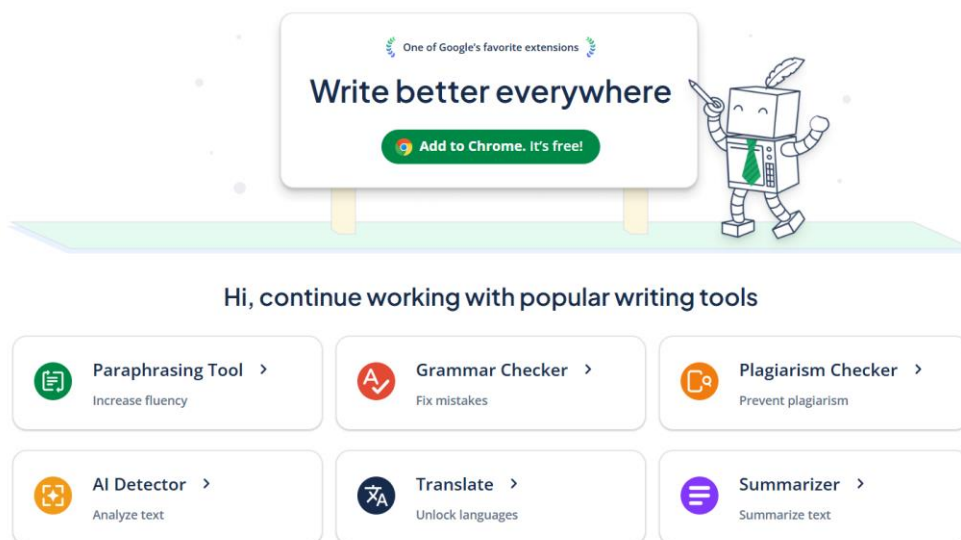 One of Google's favorite extensions
Write better everywhere
Add to Chrome. It's free!
Hi, continue working with popular writing tools
Paraphrasing Tool
Increase fluency
Grammar Checker
Fix mistakes
Plagiarism Checker
Prevent plagiarism
AI Detector
Analyze text
Translate
Unlock languages
Summarizer
Summarize text